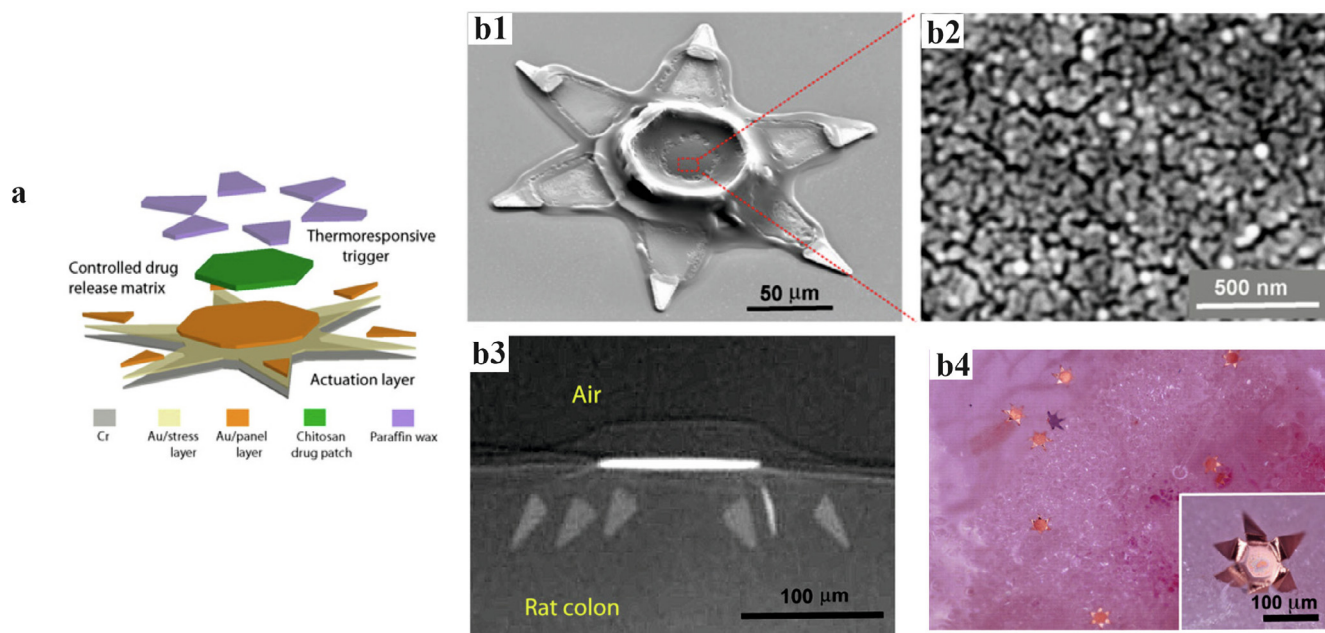 a
Thermoresponsive
trigger
Controlled drug
release matrix
Actuation layer
Cr
Au/stress
layer
Au/panel
layer
Chitosan
drug patch
Paraffin wax
b1
50 μm
b2
500 nm
b3
Air
Rat colon
100 μm
b4
100 μm